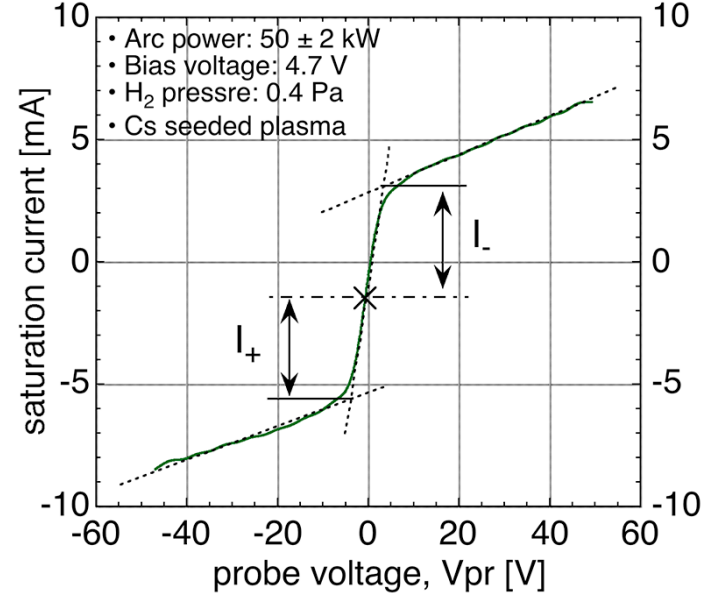 10
10
• Arc power: 50 ± 2 kW
• Bias voltage: 4.7 V
• H₂ pressre: 0.4 Pa
• Cs seeded plasma
5
5
saturation current [mA]
I₋
0
0
I₊
-5
-5
-10
-10
-60 -40 -20 0 20 40 60
probe voltage, Vpr [V]